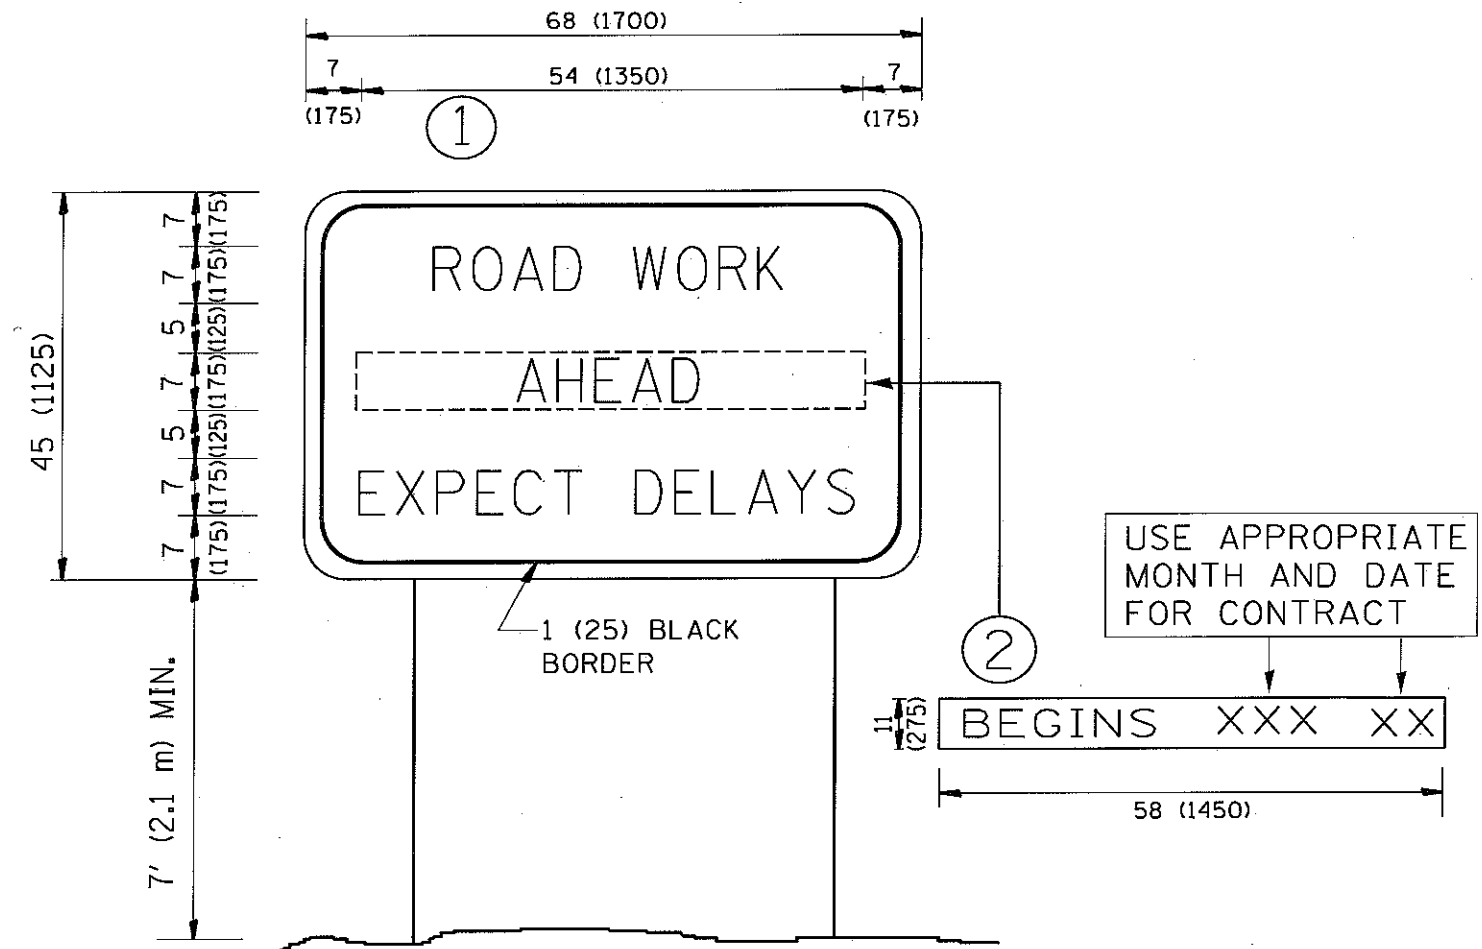 68 (1700)
7
54 (1350)
7
(175)
(175)
1
45 (1125)
7
(175)
7
(175)
5
(125)
7
(175)
5
(125)
7
(175)
7
(175)
ROAD WORK
AHEAD
EXPECT DELAYS
1 (25) BLACK
BORDER
7' (2.1 m) MIN.
USE APPROPRIATE
MONTH AND DATE
FOR CONTRACT
2
11
(275)
BEGINS XXX XX
58 (1450)